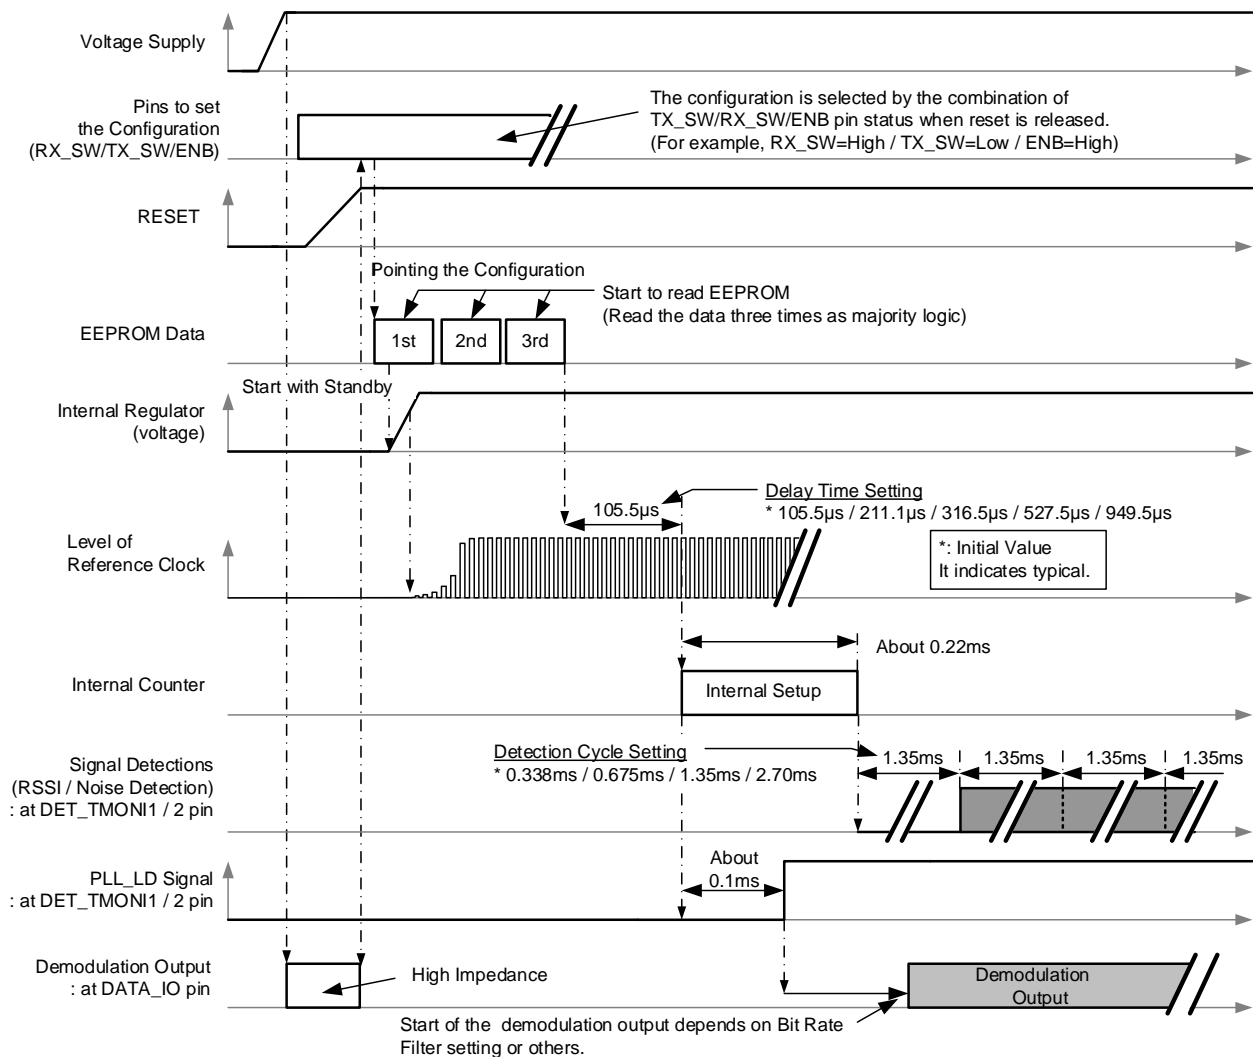 Voltage Supply
Pins to set
the Configuration
(RX_SW/TX_SW/ENB)
The configuration is selected by the combination of
TX_SW/RX_SW/ENB pin status when reset is released.
(For example, RX_SW=High / TX_SW=Low / ENB=High)
RESET
Pointing the Configuration
Start to read EEPROM
(Read the data three times as majority logic)
EEPROM Data
1st
2nd
3rd
Start with Standby
Internal Regulator
(voltage)
105.5µs
Delay Time Setting
* 105.5µs / 211.1µs / 316.5µs / 527.5µs / 949.5µs
Level of
Reference Clock
*: Initial Value
It indicates typical.
About 0.22ms
Internal Counter
Internal Setup
Detection Cycle Setting
* 0.338ms / 0.675ms / 1.35ms / 2.70ms
1.35ms
1.35ms
1.35ms
1.35ms
Signal Detections
(RSSI / Noise Detection)
: at DET_TMONI1 / 2 pin
About
0.1ms
PLL_LD Signal
: at DET_TMONI1 / 2 pin
Demodulation Output
: at DATA_IO pin
High Impedance
Demodulation
Output
Start of the demodulation output depends on Bit Rate
Filter setting or others.